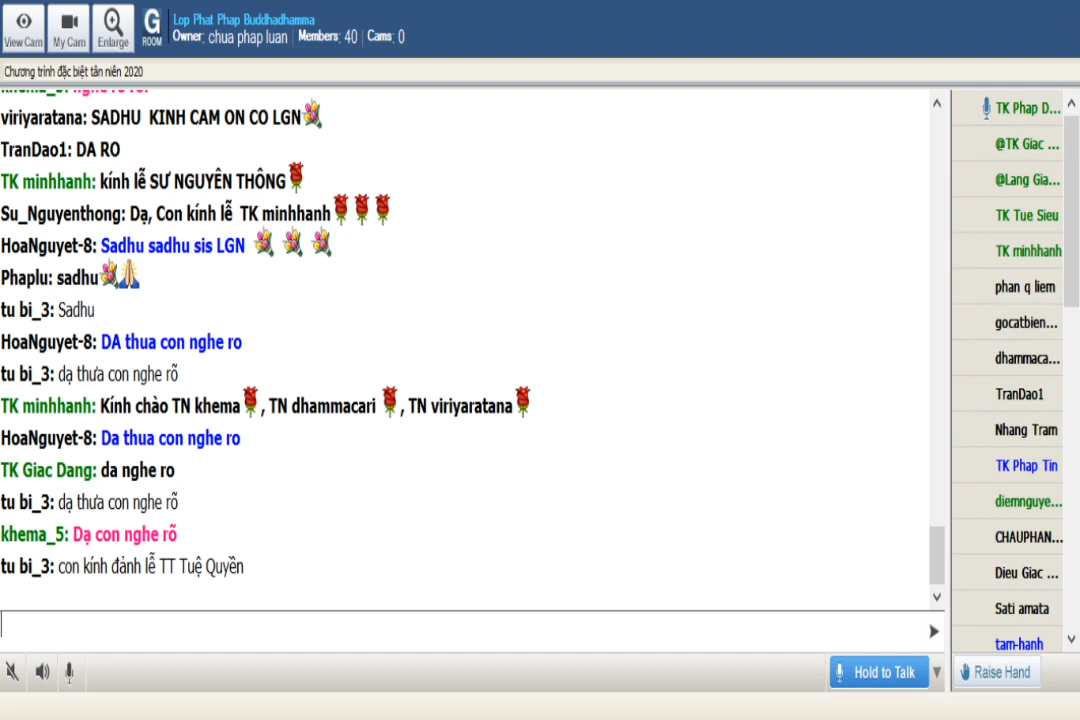 View Cam
My Cam
Enlarge
G
ROOM
Lop Phat Phap Buddhadhamma
Owner: chua phap luan | Members: 40 | Cams: 0
Chương trình đặc biệt tân niên 2020
viriyaratana: SADHU KINH CAM ON CO LGN
TranDao1: DA RO
TK minhhanh: kính lễ SƯ NGUYÊN THÔNG
Su_Nguyenthong: Dạ, Con kính lễ TK minhhanh
HoaNguyet-8: Sadhu sadhu sis LGN
Phaplu: sadhu
tu bi_3: Sadhu
HoaNguyet-8: DA thua con nghe ro
tu bi_3: dạ thưa con nghe rõ
TK minhhanh: Kính chào TN khema, TN dhammacari, TN viriyaratana
HoaNguyet-8: Da thua con nghe ro
TK Giac Dang: da nghe ro
tu bi_3: dạ thưa con nghe rõ
khema_5: Dạ con nghe rõ
tu bi_3: con kính đảnh lễ TT Tuệ Quyền
TK Phap D...
@TK Giac ...
@Lang Gia...
TK Tue Sieu
TK minhhanh
phan q liem
gocatbien...
dhammaca...
TranDao1
Nhang Tram
TK Phap Tin
diemnguye...
CHAUPHAN...
Dieu Giac ...
Sati amata
tam-hanh
Hold to Talk
Raise Hand